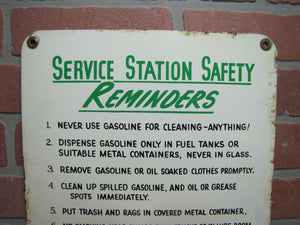 SERVICE STATION SAFETY
REMINDERS
1. NEVER USE GASOLINE FOR CLEANING-ANYTHING!
2. DISPENSE GASOLINE ONLY IN FUEL TANKS OR
SUITABLE METAL CONTAINERS, NEVER IN GLASS.
3. REMOVE GASOLINE OR OIL SOAKED CLOTHES PROMPTLY.
4. CLEAN UP SPILLED GASOLINE, AND OIL OR GREASE
SPOTS IMMEDIATELY.
5. PUT TRASH AND RAGS IN COVERED METAL CONTAINER.